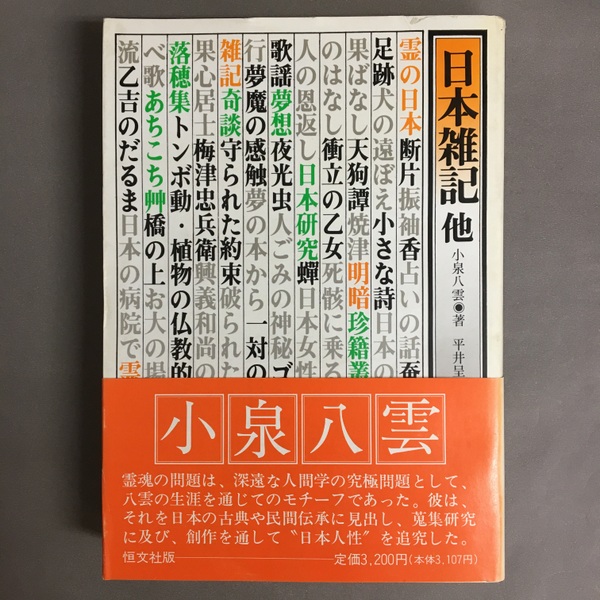 日本雑記 他
小泉八雲◉著 平井呈
霊の日本 断片 振袖 香 占いの話 蚕
足跡 犬の遠ぼえ 小さな詩 日本の
果ばなし 天狗譚 焼津 明暗 珍籍叢
のはなし 衝立の乙女 死骸に乗る
人の恩返し 日本研究 蟬 日本女性
歌謡 夢想 夜光虫 人ごみの神秘 ゴ
行 夢魔の感触 夢の本から 一対の
雑記 奇談 守られた約束 破られた
果心居士 梅津忠兵衛 興義和尚の
落穂集 トンボ 動・植物の仏教的
べ歌 あちこち艸 橋の上 お大の場
流 乙吉のだるま 日本の病院で 霊
小泉八雲
霊魂の問題は、深遠な人間学の究極問題として、
八雲の生涯を通じてのモチーフであった。彼は、
それを日本の古典や民間伝承に見出し、蒐集研究
に及び、創作を通して〝日本人性〟を追究した。
恒文社版 定価3,200円(本体3,107円)